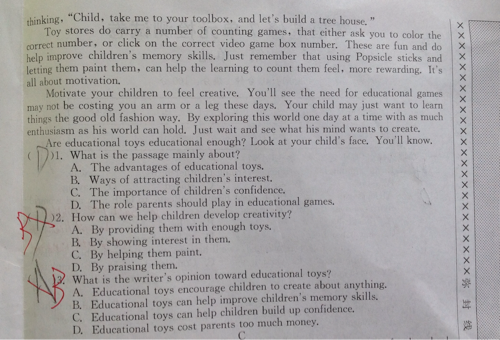 thinking, "Child, take me to your toolbox, and let's build a tree house."
Toy stores do carry a number of counting games, that either ask you to color the
correct number, or click on the correct video game box number. These are fun and do
help improve children's memory skills. Just remember that using Popsicle sticks and
letting them paint them, can help the learning to count them feel, more rewarding. It's
all about motivation.
Motivate your children to feel creative. You'll see the need for educational games
may not be costing you an arm or a leg these days. Your child may just want to learn
things the good old fashion way. By exploring this world one day at a time with as much
enthusiasm as his world can hold. Just wait and see what his mind wants to create.
Are educational toys educational enough? Look at your child's face. You'll know.
(D)1. What is the passage mainly about?
A. The advantages of educational toys.
B. Ways of attracting children's interest.
C. The importance of children's confidence.
D. The role parents should play in educational games.
)2. How can we help children develop creativity?
A. By providing them with enough toys.
B. By showing interest in them.
C. By helping them paint.
D. By praising them.
)3. What is the writer's opinion toward educational toys?
A. Educational toys encourage children to create about anything.
B. Educational toys can help improve children's memory skills.
C. Educational toys can help children build up confidence.
D. Educational toys cost parents too much money.
C
张
封
线